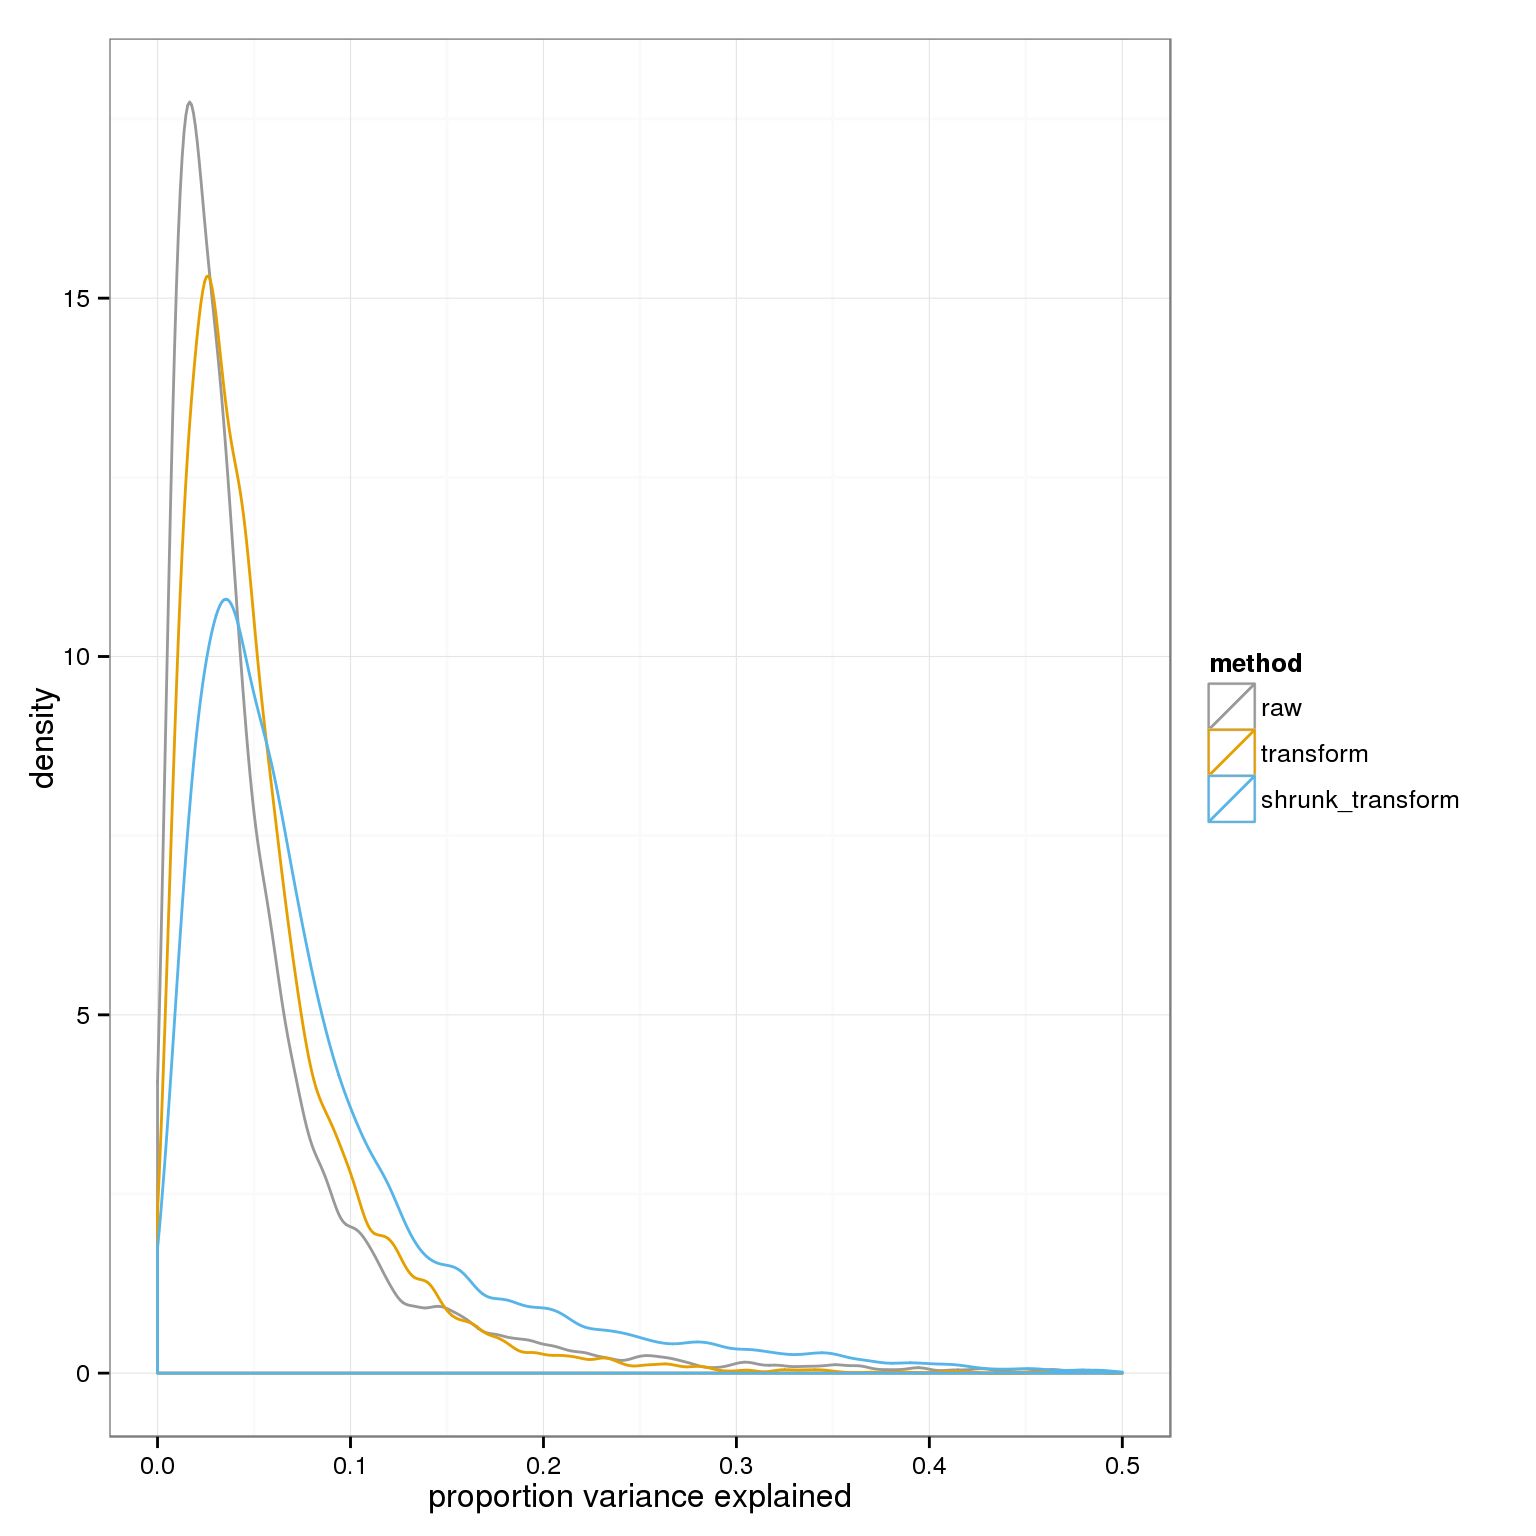 15
10
5
0
density
0.0 0.1 0.2 0.3 0.4 0.5
proportion variance explained
method
raw
transform
shrunk_transform